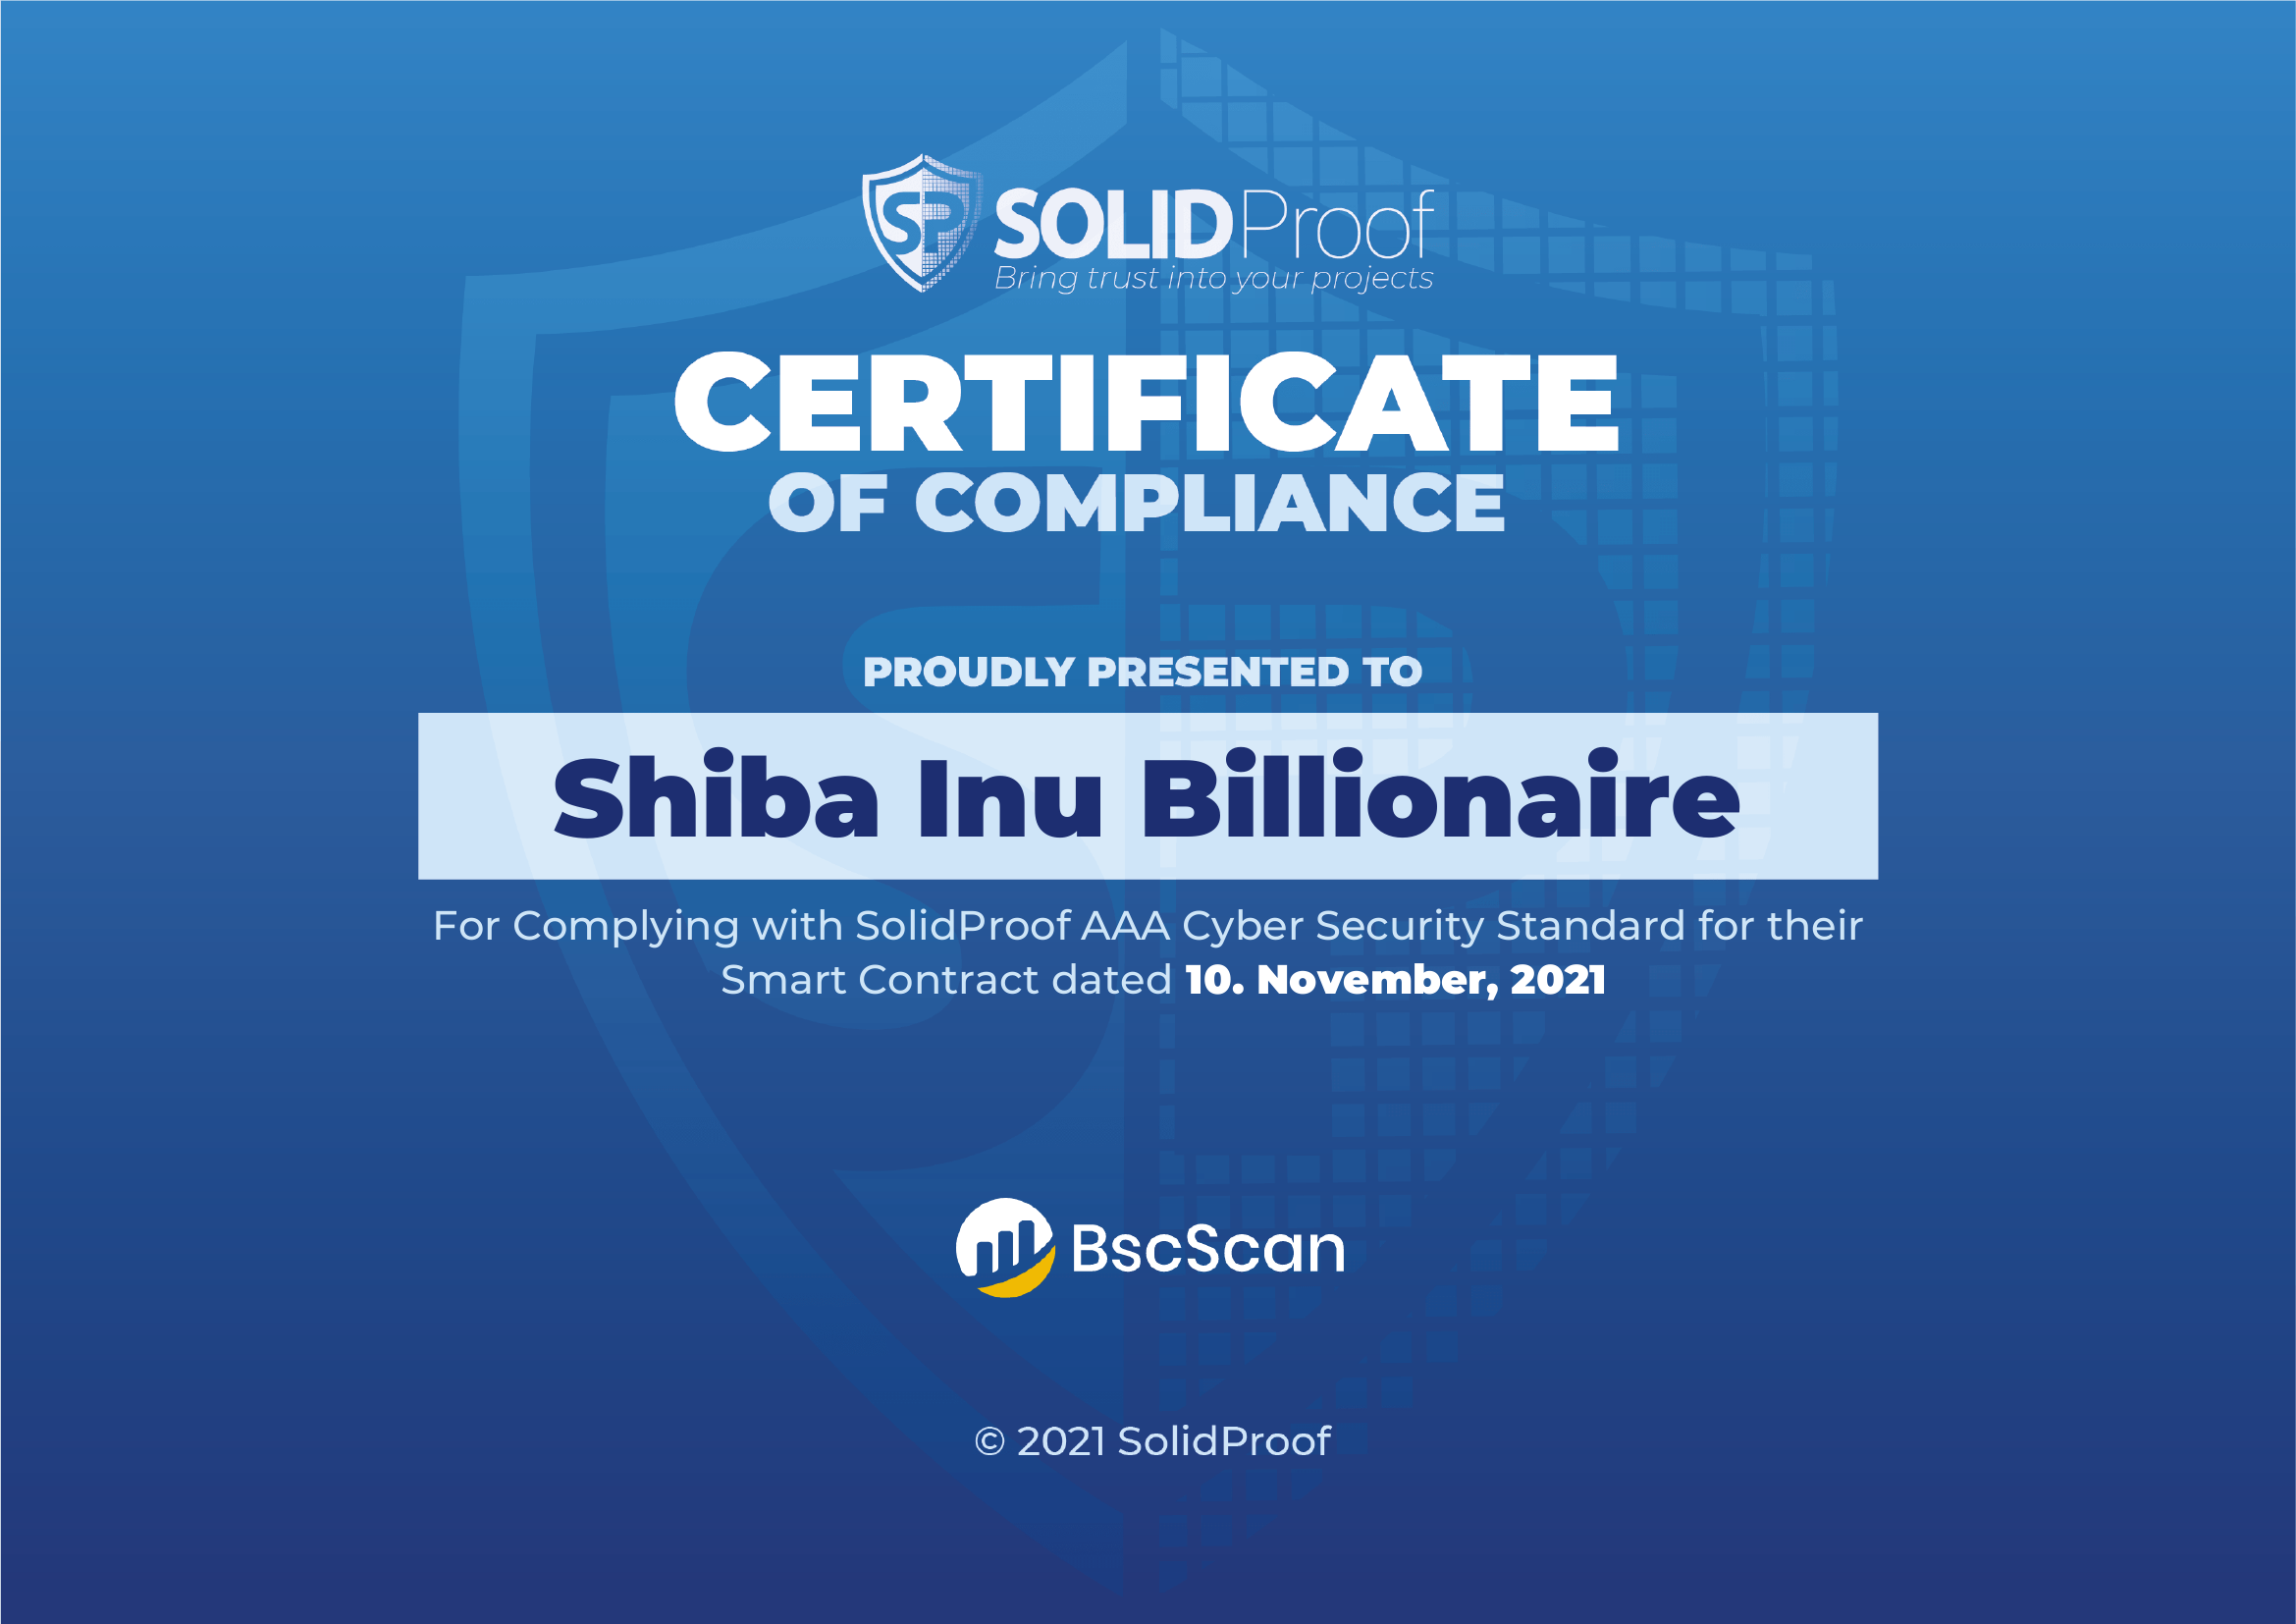 SP SOLIDProof
Bring trust into your projects
CERTIFICATE
OF COMPLIANCE
PROUDLY PRESENTED TO
Shiba Inu Billionaire
For Complying with SolidProof AAA Cyber Security Standard for their
Smart Contract dated 10. November, 2021
BscScan
© 2021 SolidProof